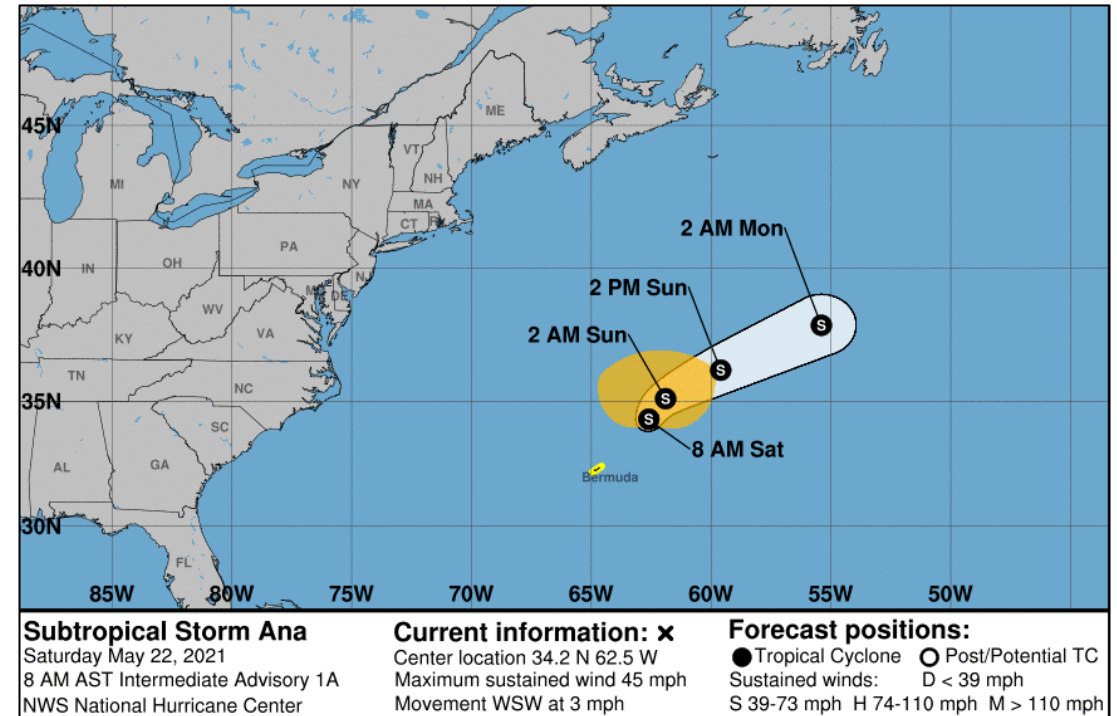 45N
40N
35N
30N
85W
80W
75W
70W
65W
60W
55W
50W
ME
VT
NH
MI
NY
MA
CT
RI
PA
IN
OH
NJ
DE
WV
KY
VA
TN
NC
SC
AL
GA
FL
2 AM Mon
2 PM Sun
2 AM Sun
8 AM Sat
Bermuda
Subtropical Storm Ana
Saturday May 22, 2021
8 AM AST Intermediate Advisory 1A
NWS National Hurricane Center
Current information: ×
Center location 34.2 N 62.5 W
Maximum sustained wind 45 mph
Movement WSW at 3 mph
Forecast positions:
Tropical Cyclone Post/Potential TC
Sustained winds: D < 39 mph
S 39-73 mph H 74-110 mph M > 110 mph
S
S
S
S